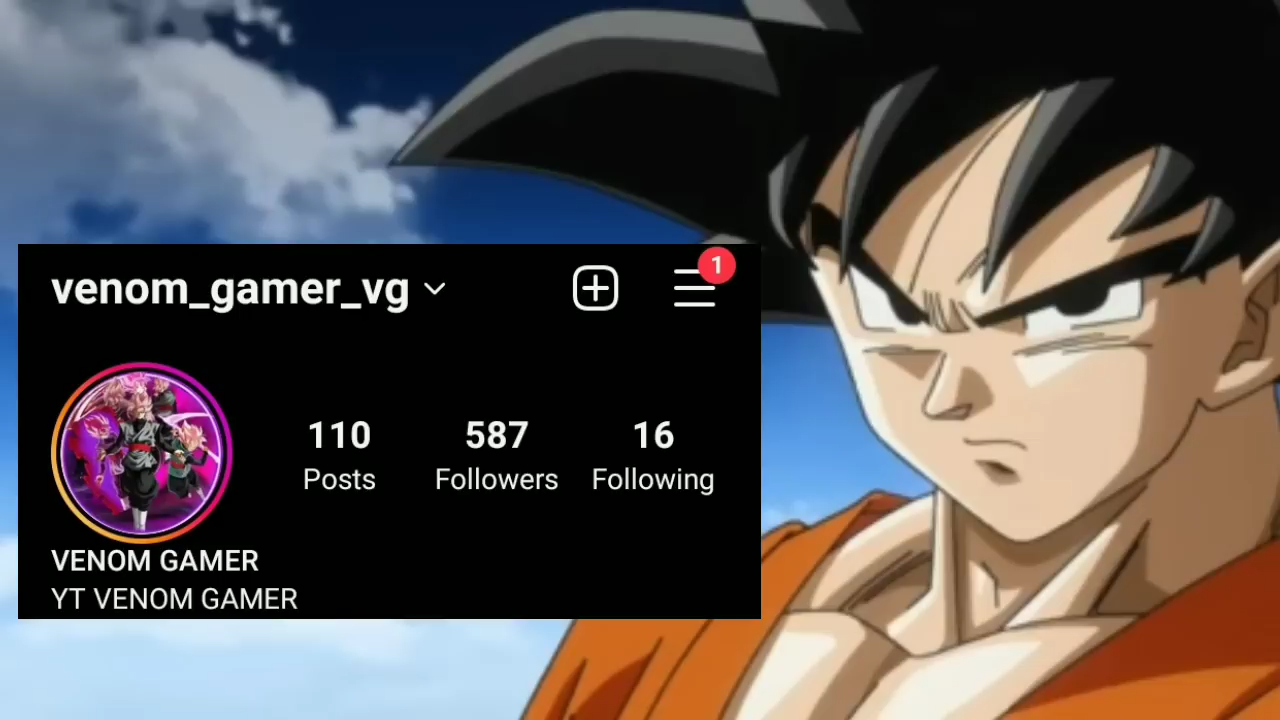 venom_gamer_vg
1
110 587 16
Posts Followers Following
VENOM GAMER
YT VENOM GAMER